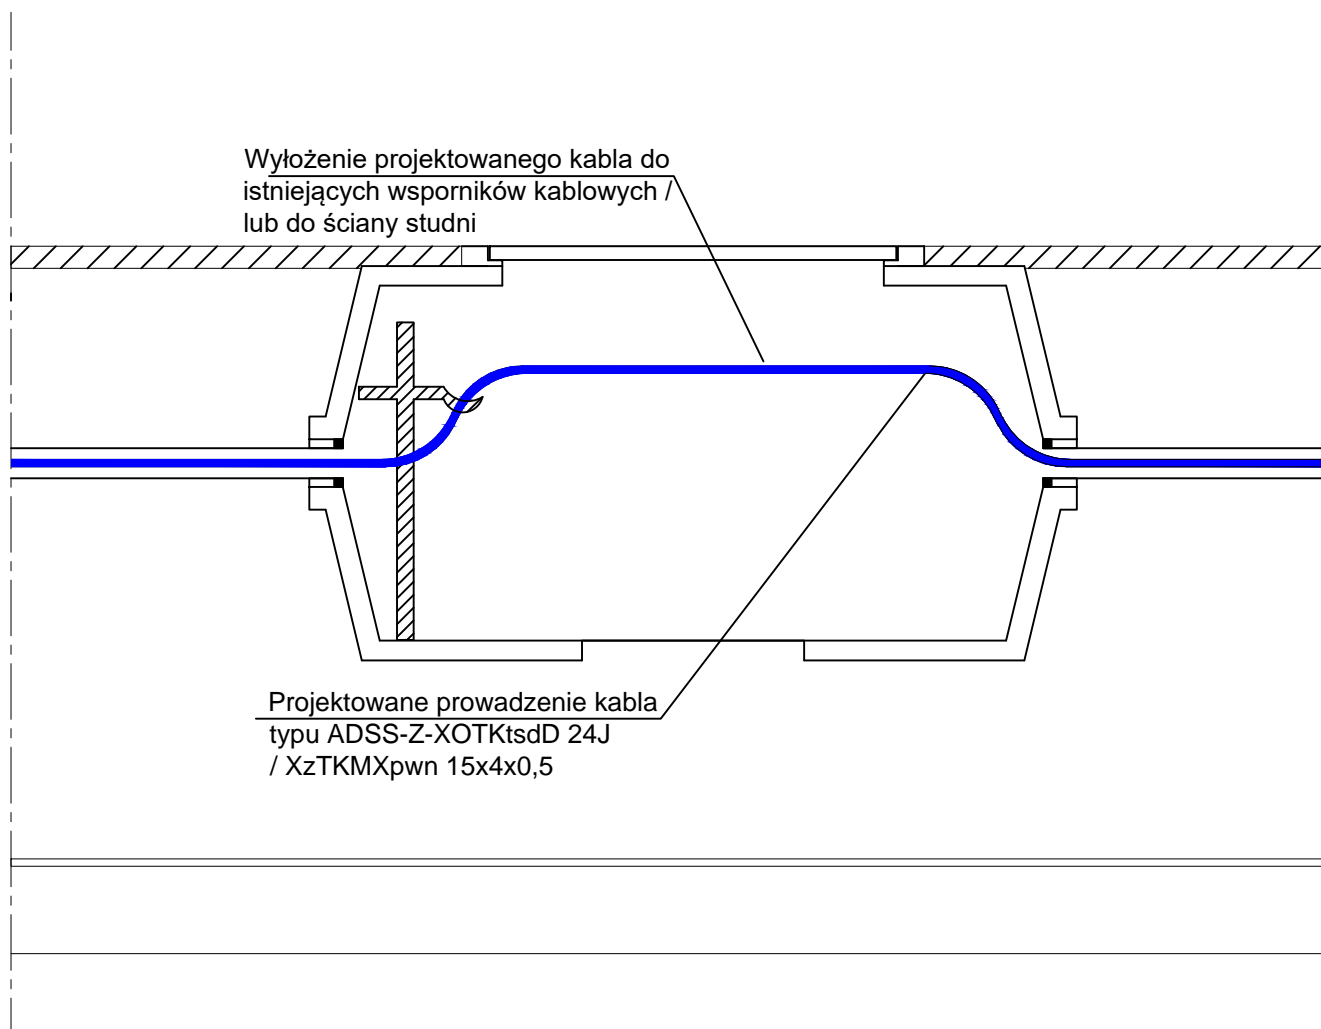 Wyłożenie projektowanego kabla do
istniejących wsporników kablowych /
lub do ściany studni
Projektowane prowadzenie kabla
typu ADSS-Z-XOTKtsdD 24J
/ XzTKMXpwn 15x4x0,5